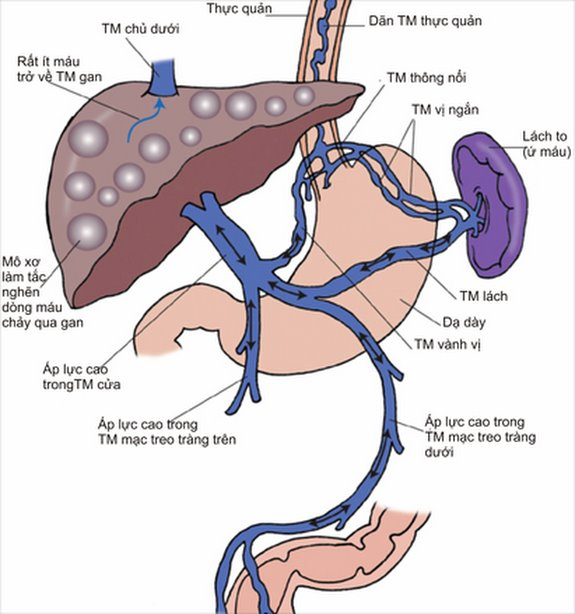 Thực quản
Dãn TM thực quản
TM chủ dưới
Rất ít máu
trở về TM gan
TM thông nối
TM vị ngắn
Lách to
(ứ máu)
Mô xơ
làm tắc
nghẽn
dòng máu
chảy qua gan
TM lách
Dạ dày
TM vành vị
Áp lực cao
trongTM cửa
Áp lực cao trong
TM mạc treo tràng trên
Áp lực cao trong
TM mạc treo tràng
dưới